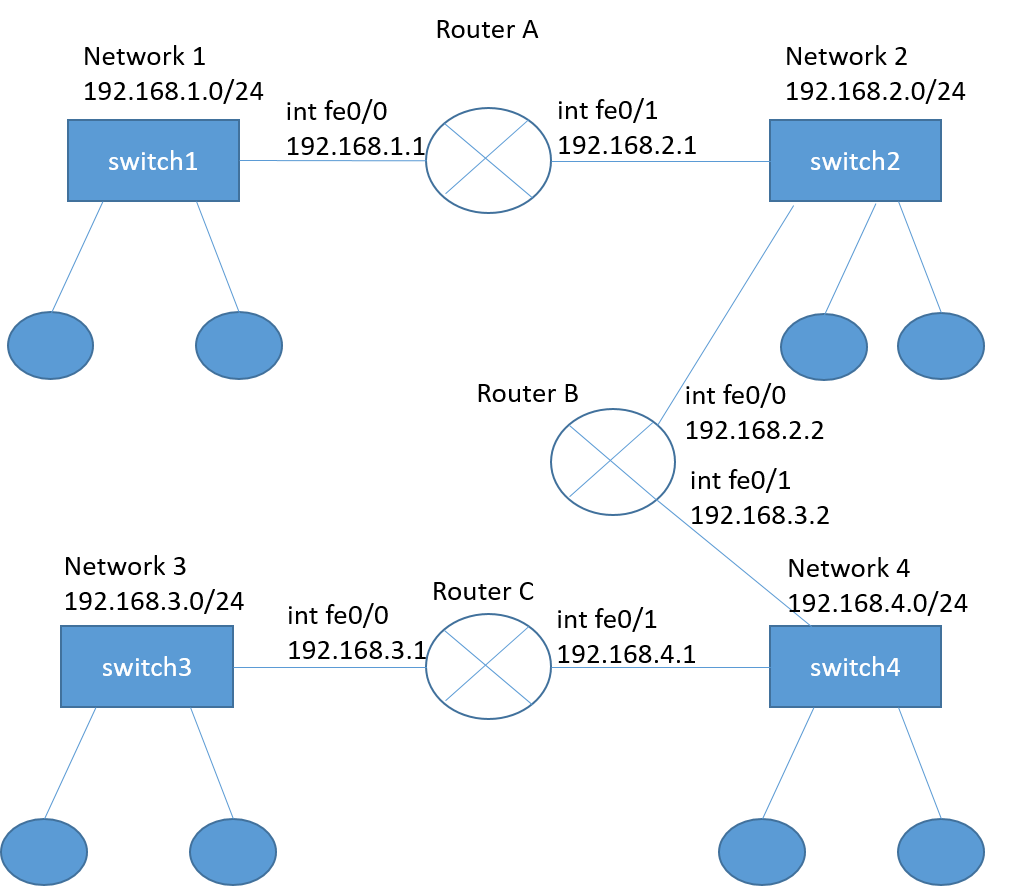 Router A
Network 1
192.168.1.0/24
int fe0/0
192.168.1.1
int fe0/1
192.168.2.1
Network 2
192.168.2.0/24
switch1
switch2
Router B
int fe0/0
192.168.2.2
int fe0/1
192.168.3.2
Network 3
192.168.3.0/24
int fe0/0
192.168.3.1
Router C
int fe0/1
192.168.4.1
Network 4
192.168.4.0/24
switch3
switch4